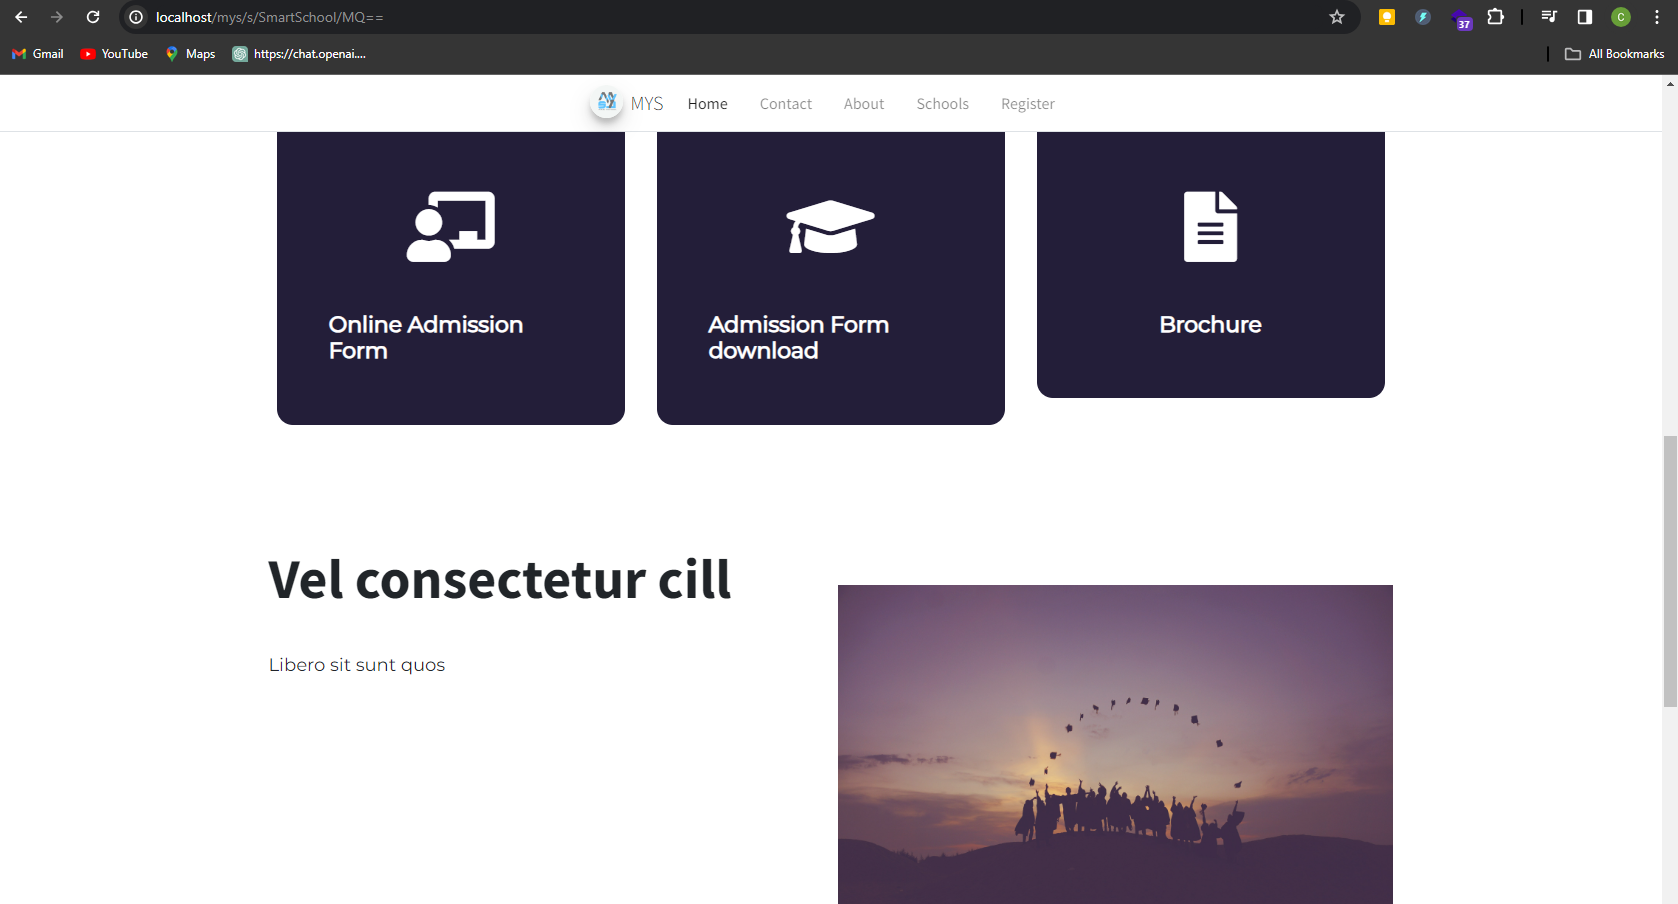 localhost/mys/s/SmartSchool/MQ==
37
C
Gmail YouTube Maps https://chat.openai.... All Bookmarks
MYS Home Contact About Schools Register
Online Admission
Form
Admission Form
download
Brochure
Vel consectetur cill
Libero sit sunt quos